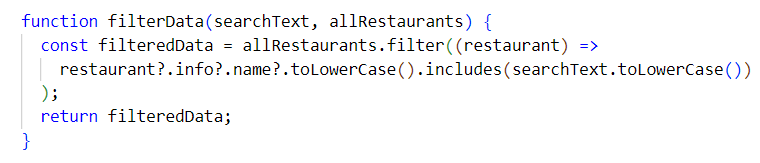 function filterData(searchText, allRestaurants) {
  const filteredData = allRestaurants.filter((restaurant) =>
    restaurant?.info?.name?.toLowerCase().includes(searchText.toLowerCase())
  );
  return filteredData;
}